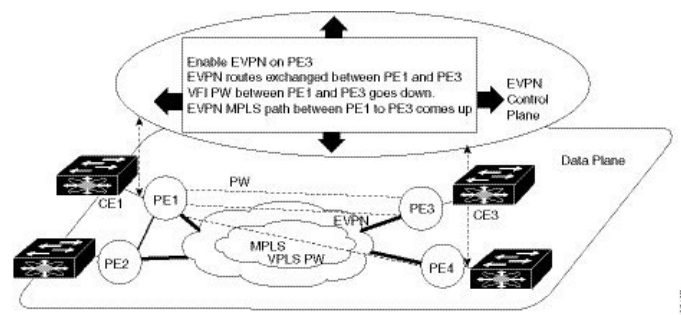 Enable EVPN on PE3
EVPN routes exchanged between PE1 and PE3
VFI PW between PE1 and PE3 goes down.
EVPN MPLS path between PE1 to PE3 comes up
EVPN
Control
Plane
Data Plane
CE1
PE1
PW
PE3
CE3
EVPN
MPLS
VPLS PW
PE2
PE4